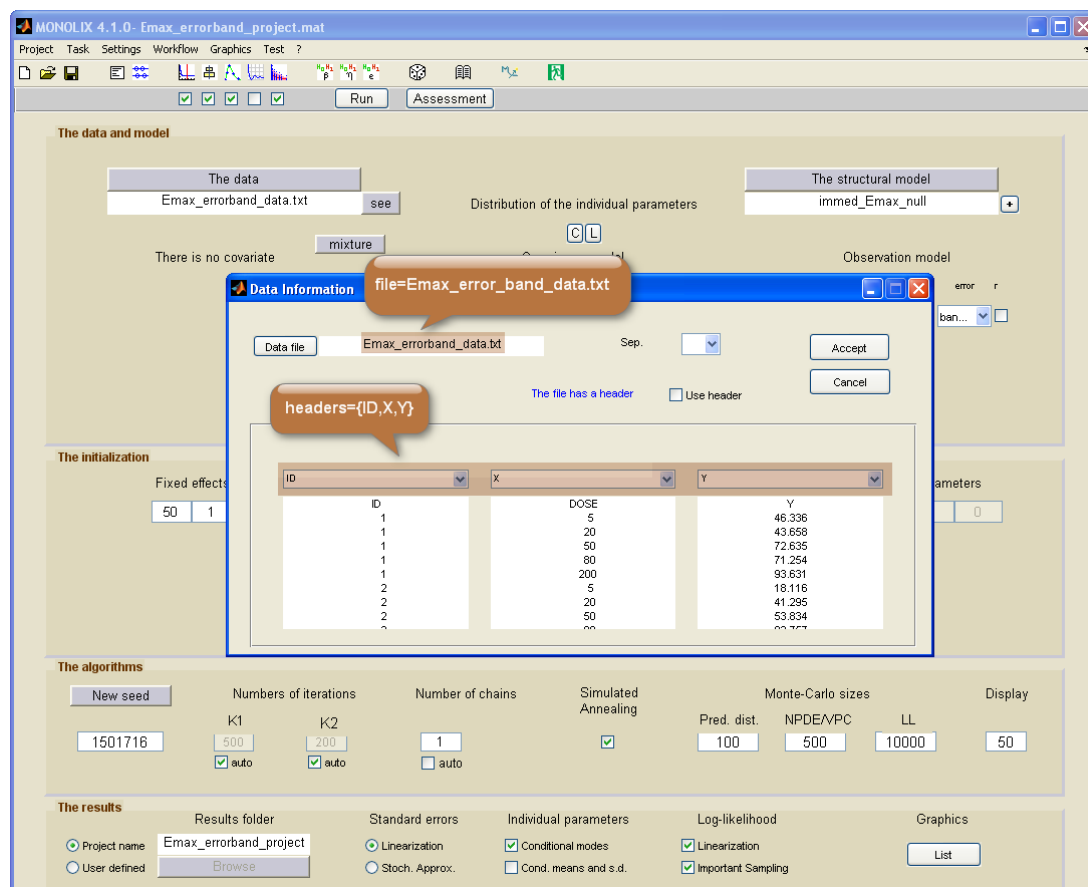 MONOLIX 4.1.0- Emax_errorband_project.mat
Project Task Settings Workflow Graphics Test ?
Run Assessment
The data and model
The data
The structural model
Emax_errorband_data.txt see
Distribution of the individual parameters
immed_Emax_null +
C L
mixture
There is no covariate
Observation model
file=Emax_error_band_data.txt
Data Information
error r
ban...
Data file Emax_errorband_data.txt Sep. Accept
Cancel
The file has a header Use header
headers={ID,X,Y}
The initialization
Fixed effects
50 1
0
ID X Y
ID DOSE Y
1 5 46.336
1 20 43.658
1 50 72.635
1 80 71.254
1 200 93.631
2 5 18.116
2 20 41.295
2 50 53.834
The algorithms
New seed Numbers of iterations Number of chains Simulated Annealing Monte-Carlo sizes Display
K1 K2 Pred. dist. NPDE/VPC LL
1501716 500 200 1 100 500 10000 50
auto auto auto
The results
Results folder Standard errors Individual parameters Log-likelihood Graphics
Project name Emax_errorband_project Linearization Conditional modes Linearization List
User defined Browse Stoch. Approx. Cond. means and s.d. Important Sampling